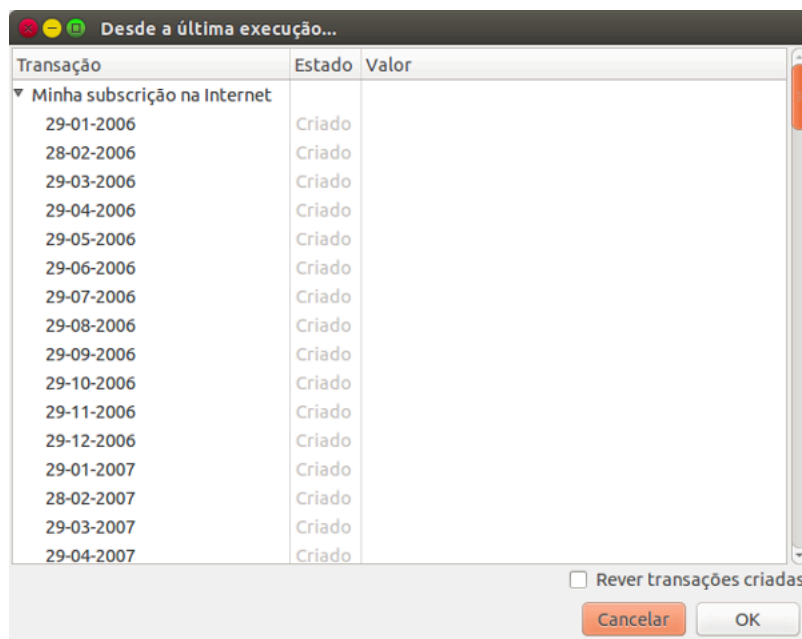 Desde a última execução...
Transação Estado Valor
Minha subscrição na Internet
29-01-2006 Criado
28-02-2006 Criado
29-03-2006 Criado
29-04-2006 Criado
29-05-2006 Criado
29-06-2006 Criado
29-07-2006 Criado
29-08-2006 Criado
29-09-2006 Criado
29-10-2006 Criado
29-11-2006 Criado
29-12-2006 Criado
29-01-2007 Criado
28-02-2007 Criado
29-03-2007 Criado
29-04-2007 Criado
Rever transações criadas
Cancelar OK